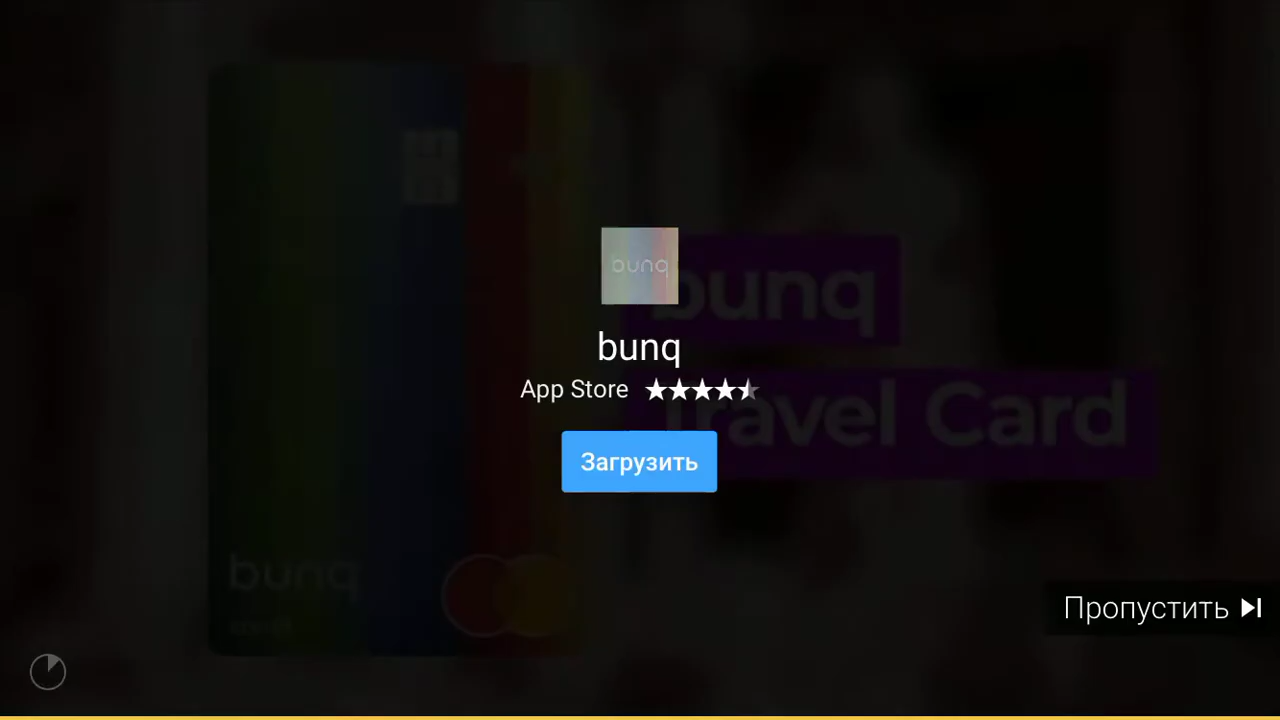 bunq
bunq
Travel Card
bunq
App Store
Загрузить
bunq
Пропустить